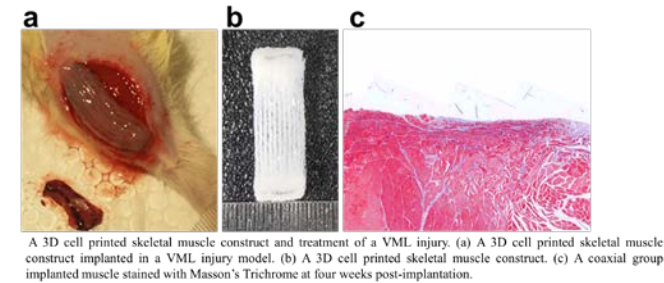 a b c
A 3D cell printed skeletal muscle construct and treatment of a VML injury. (a) A 3D cell printed skeletal muscle
construct implanted in a VML injury model. (b) A 3D cell printed skeletal muscle construct. (c) A coaxial group
implanted muscle stained with Masson's Trichrome at four weeks post-implantation.